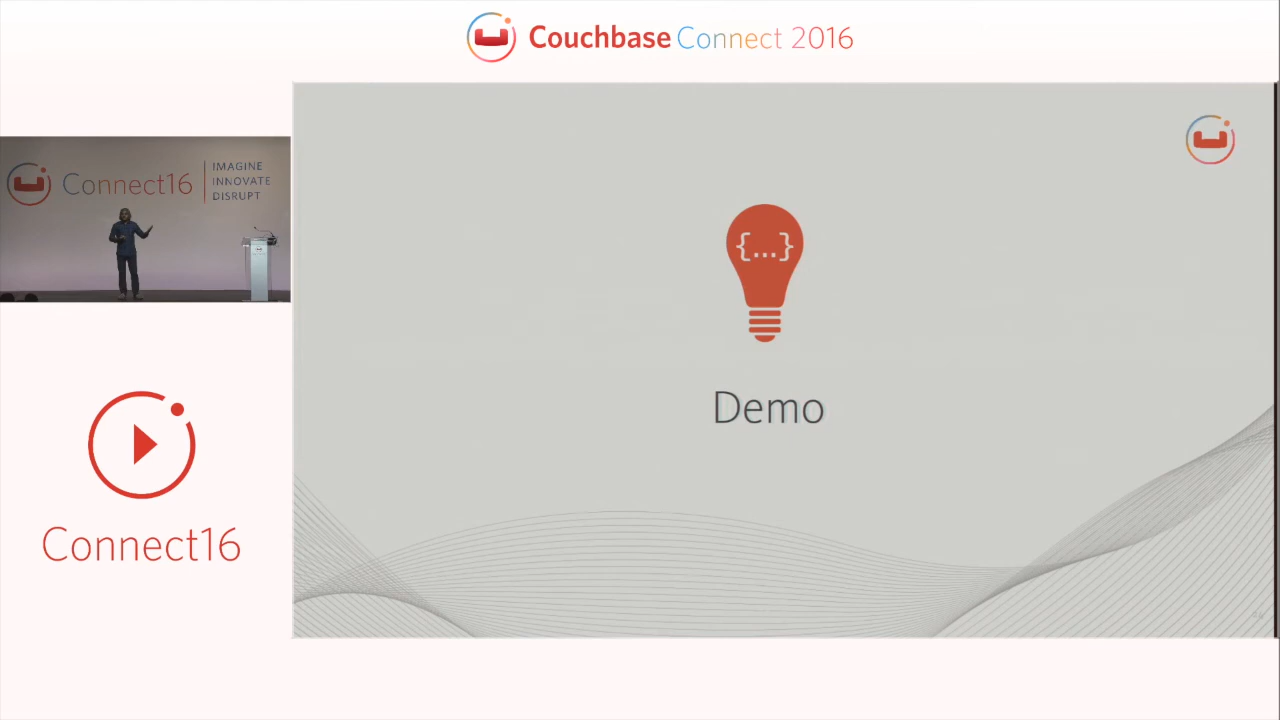 Couchbase Connect 2016
Connect16
IMAGINE
INNOVATE
DISRUPT
{...}
Demo
Connect16